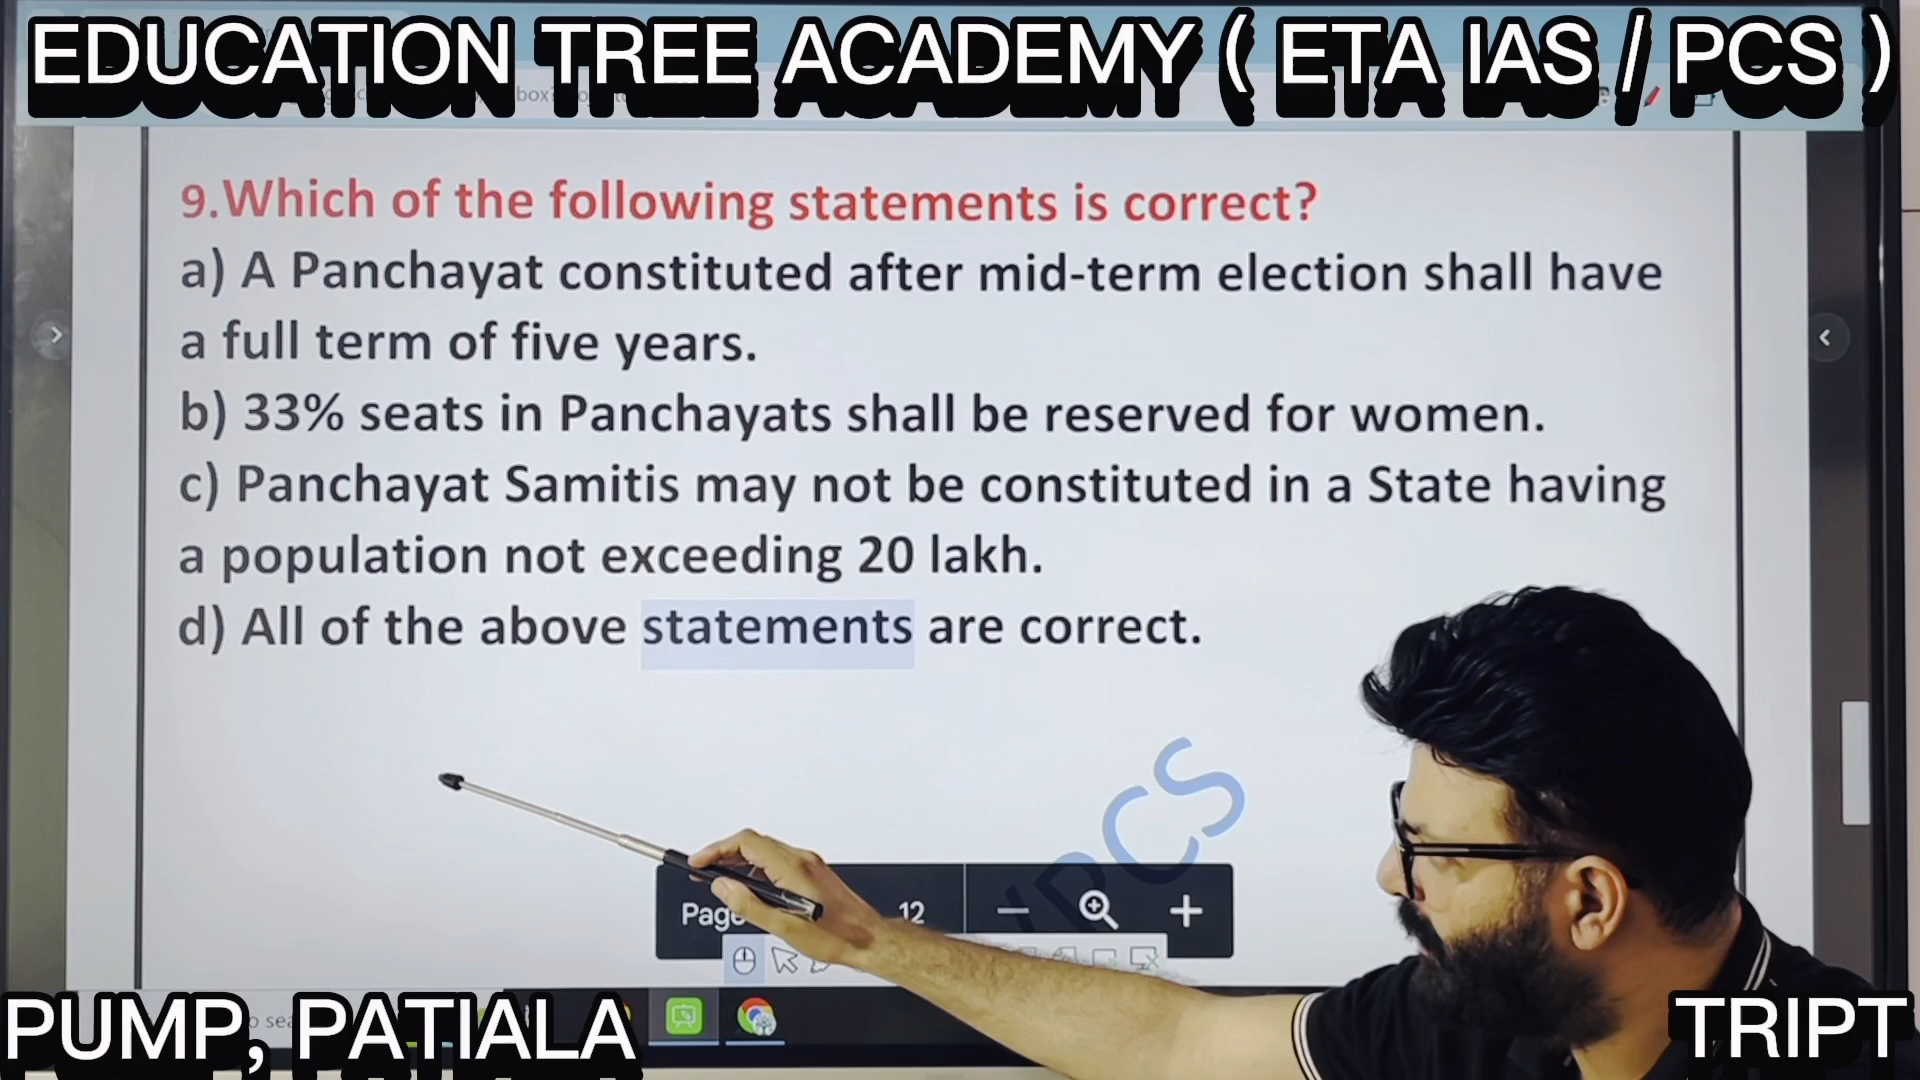 EDUCATION TREE ACADEMY ( ETA IAS / PCS )
9.Which of the following statements is correct?
a) A Panchayat constituted after mid-term election shall have
a full term of five years.
b) 33% seats in Panchayats shall be reserved for women.
c) Panchayat Samitis may not be constituted in a State having
a population not exceeding 20 lakh.
d) All of the above statements are correct.
PCS
Page 12
PUMP, PATIALA
TRIPT